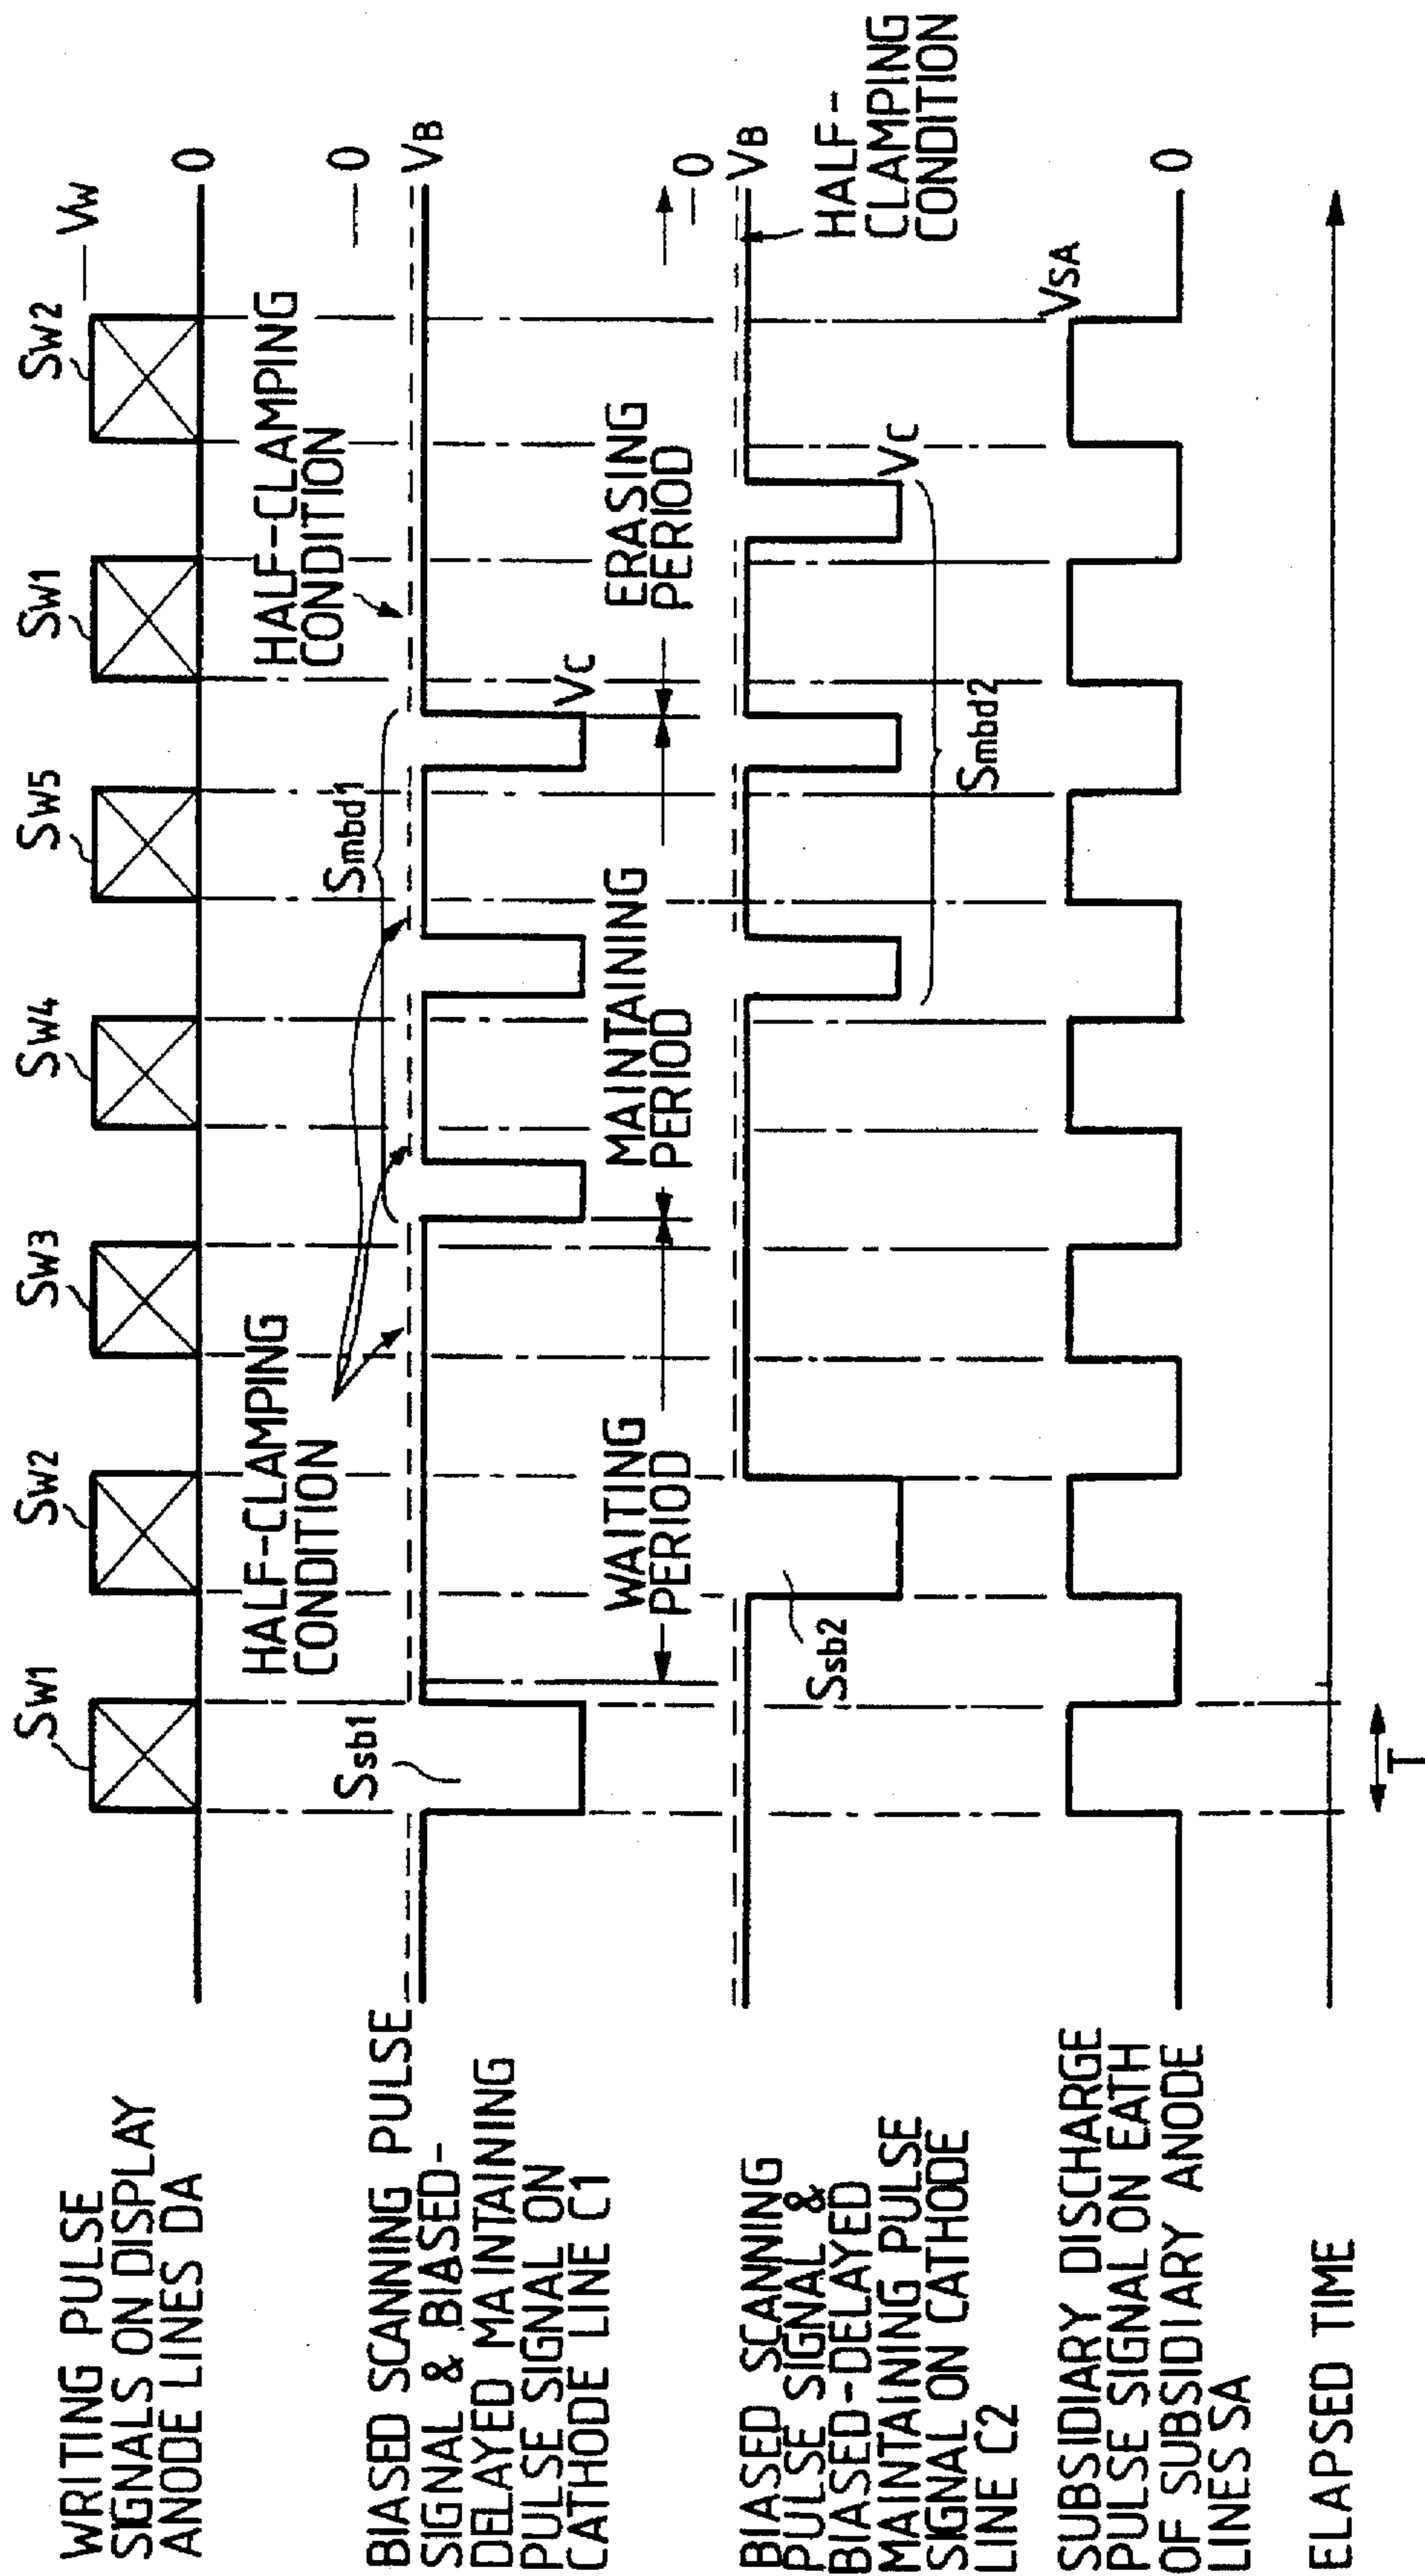 WRITING PULSE
SIGNALS ON DISPLAY
ANODE LINES DA
SW1
SW2
SW3
SW4
SW5
SW1
SW2
VW
0
BIASED SCANNING PULSE
SIGNAL & BIASED-
DELAYED MAINTAINING
PULSE SIGNAL ON
CATHODE LINE C1
HALF-CLAMPING
CONDITION
HALF-CLAMPING
CONDITION
Ssb1
Smbd1
VC
0
VB
WAITING
PERIOD
MAINTAINING
PERIOD
ERASING
PERIOD
BIASED SCANNING
PULSE SIGNAL &
BIASED-DELAYED
MAINTAINING PULSE
SIGNAL ON CATHODE
LINE C2
Ssb2
Smbd2
VC
0
VB
HALF-
CLAMPING
CONDITION
SUBSIDIARY DISCHARGE
PULSE SIGNAL ON EATH
OF SUBSIDIARY ANODE
LINES SA
VSA
0
ELAPSED TIME
T